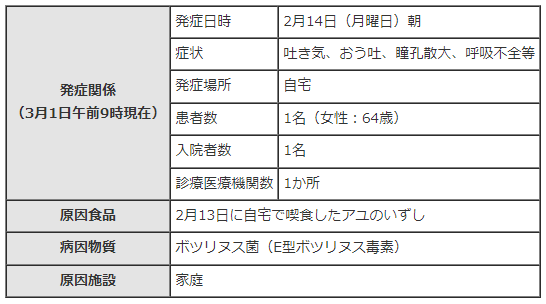 発症関係
(3月1日午前9時現在)
発症日時
2月14日（月曜日）朝
症状
吐き気、おう吐、瞳孔散大、呼吸不全等
発症場所
自宅
患者数
1名（女性：64歳）
入院者数
1名
診療医療機関数
1か所
原因食品
2月13日に自宅で喫食したアユのいずし
病因物質
ボツリヌス菌（E型ボツリヌス毒素）
原因施設
家庭